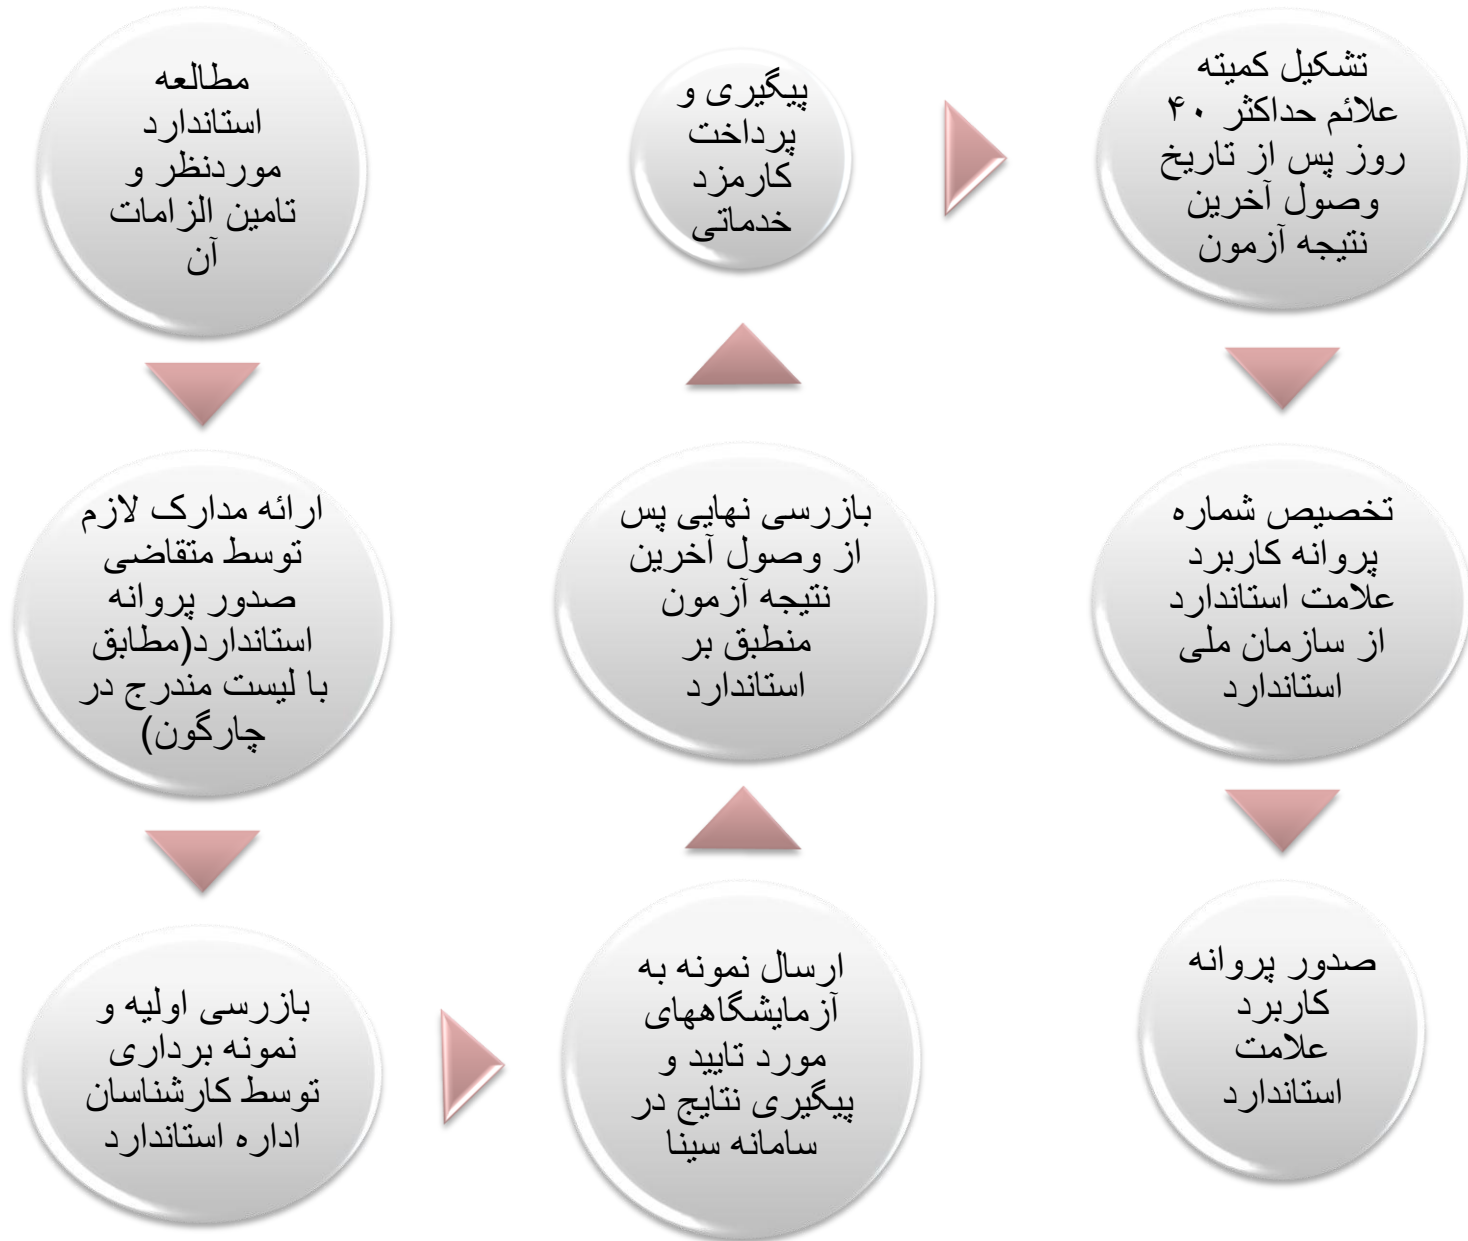 مطالعه
استاندارد
موردنظر و
تامین الزامات
آن
ارائه مدارک لازم
توسط متقاضی
صدور پروانه
استاندارد(مطابق
با لیست مندرج در
چارگون)
بازرسی اولیه و
نمونه برداری
توسط کارشناسان
اداره استاندارد
ارسال نمونه به
آزمایشگاههای
مورد تایید و
پیگیری نتایج در
سامانه سینا
بازرسی نهایی پس
از وصول آخرین
نتیجه آزمون
منطبق بر
استاندارد
پیگیری و
پرداخت
کارمزد
خدماتی
تشکیل کمیته
علائم حداکثر ۴۰
روز پس از تاریخ
وصول آخرین
نتیجه آزمون
تخصیص شماره
پروانه کاربرد
علامت استاندارد
از سازمان ملی
استاندارد
صدور پروانه
کاربرد
علامت
استاندارد